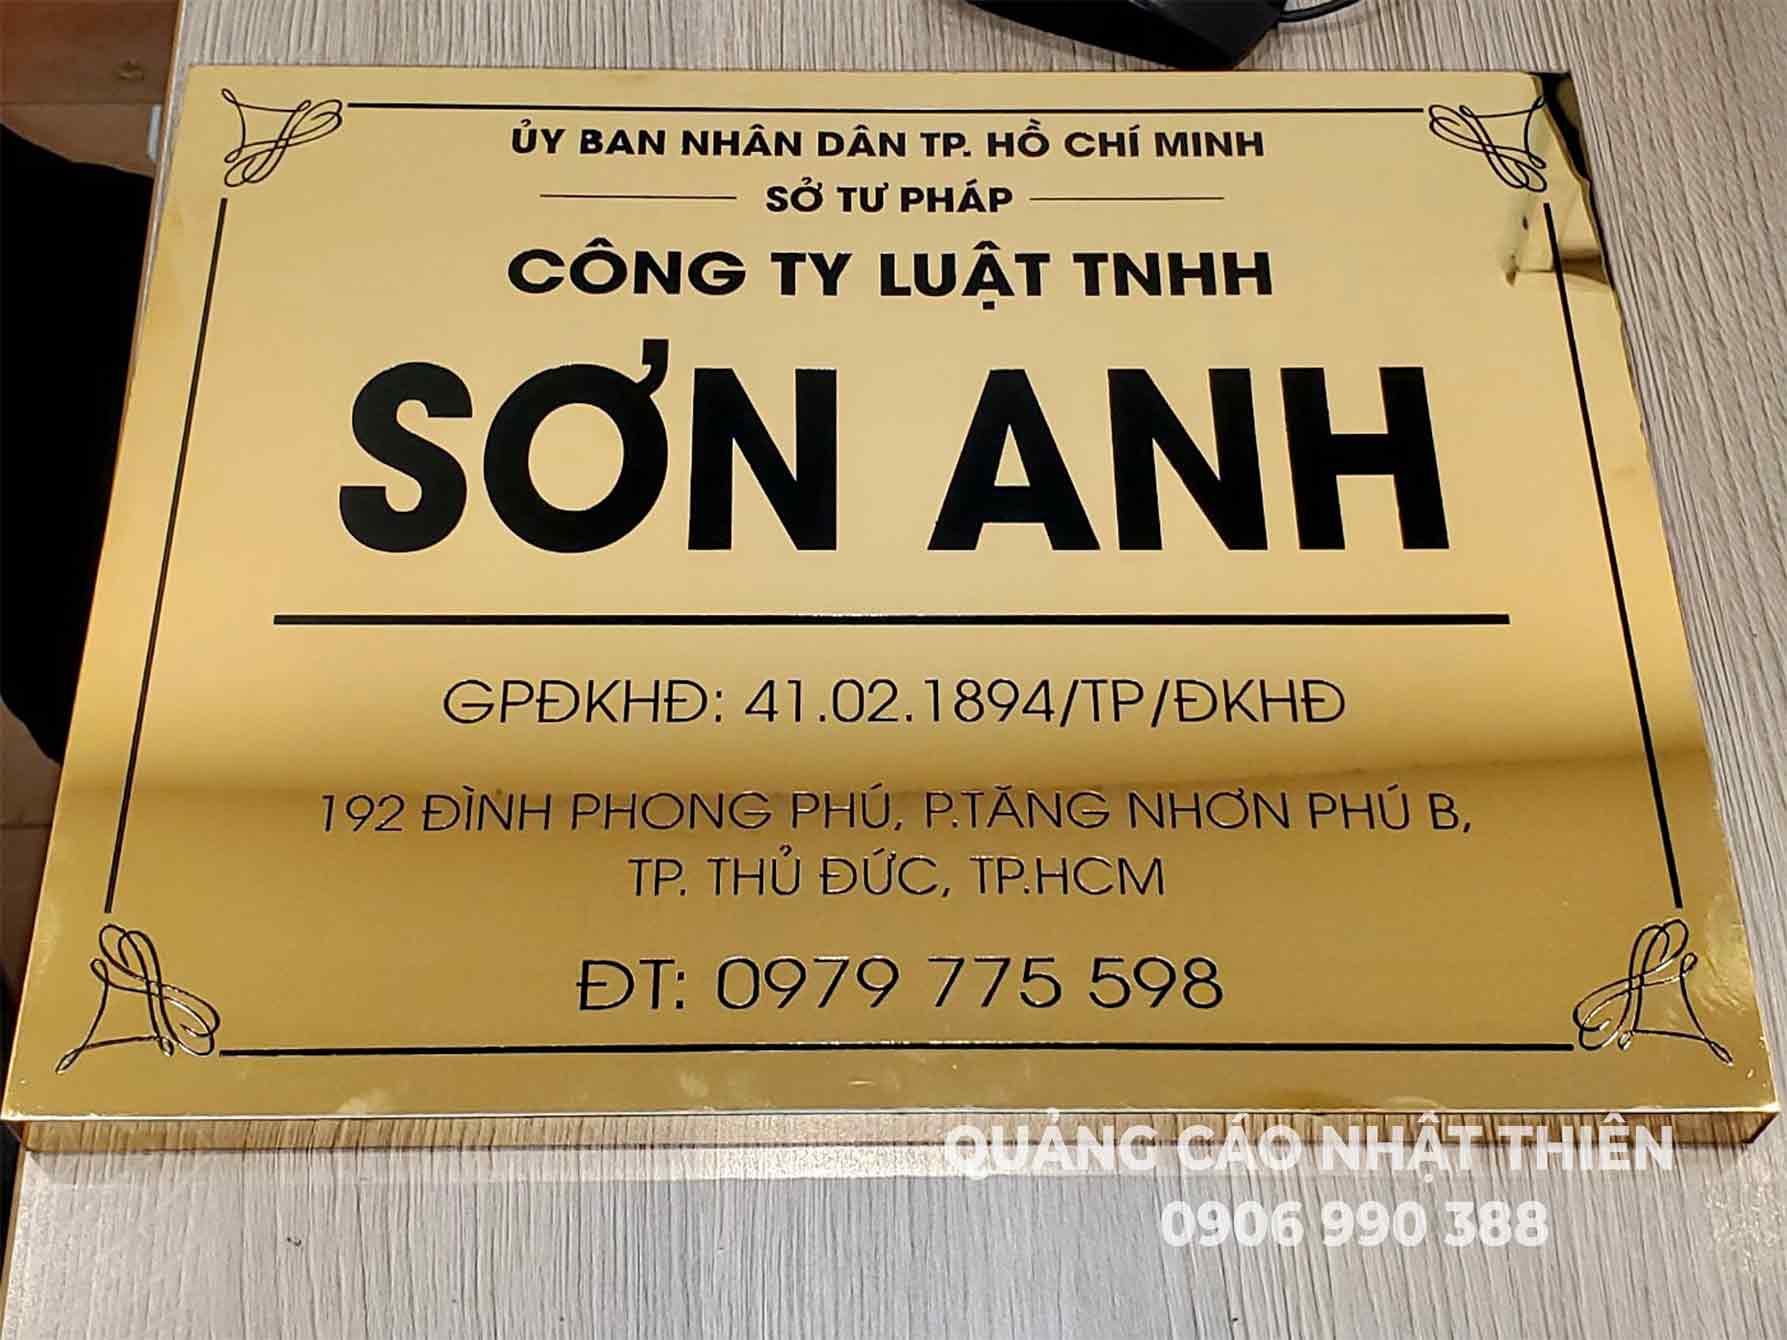 ỦY BAN NHÂN DÂN TP. HỒ CHÍ MINH
SỞ TƯ PHÁP
CÔNG TY LUẬT TNHH
SƠN ANH
GPĐKHĐ: 41.02.1894/TP/ĐKHĐ
192 ĐÌNH PHONG PHÚ, P.TĂNG NHƠN PHÚ B,
TP. THỦ ĐỨC, TP.HCM
ĐT: 0979 775 598
QUẢNG CÁO NHẬT THIÊN
0906 990 388